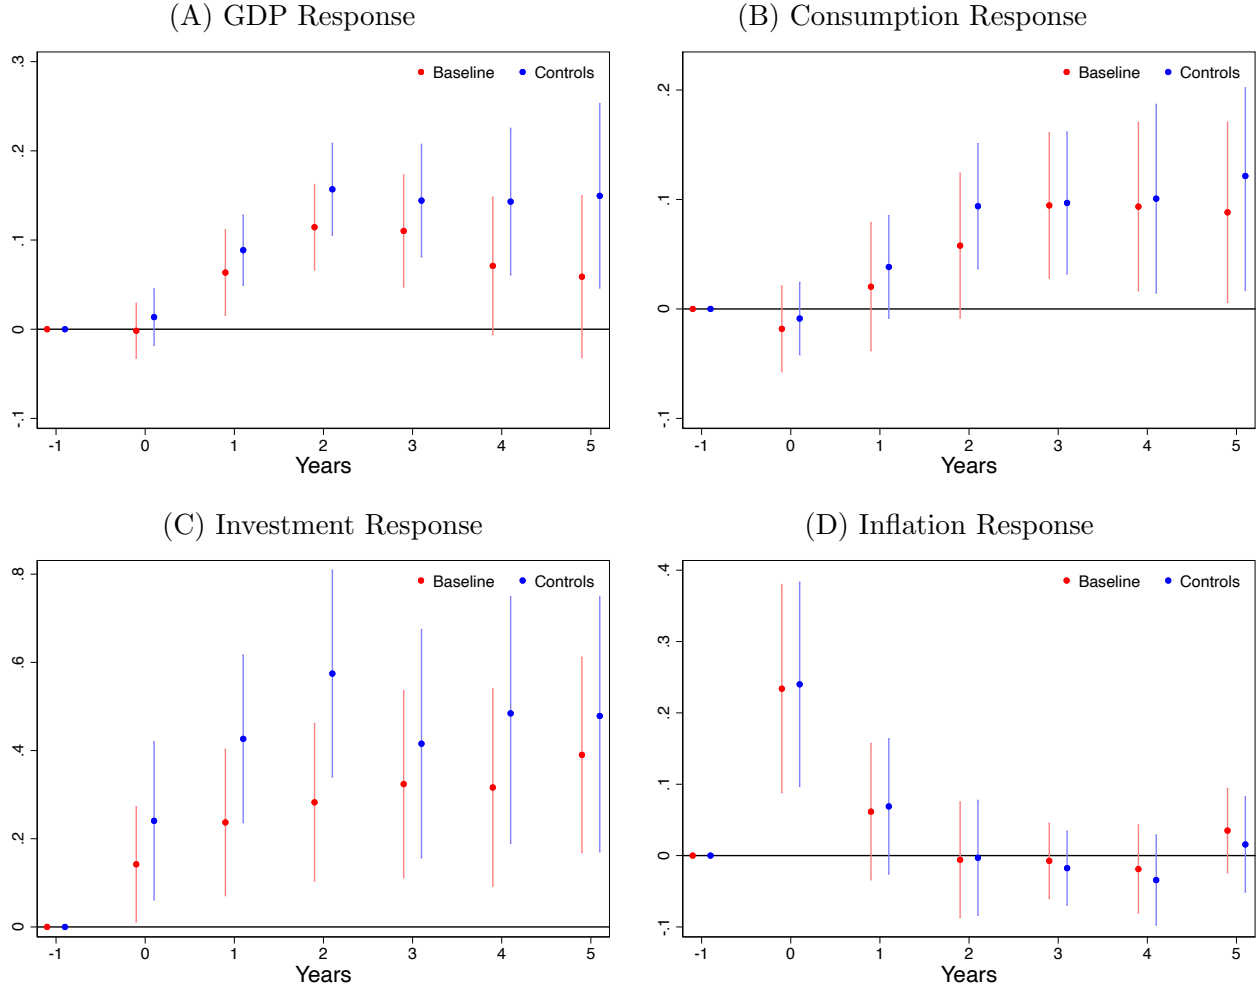 (A) GDP Response
.3
.2
.1
0
-.1
Baseline
Controls
-1 0 1 2 3 4 5
Years
(B) Consumption Response
.2
.1
0
-.1
Baseline
Controls
-1 0 1 2 3 4 5
Years
(C) Investment Response
.8
.6
.4
.2
0
Baseline
Controls
-1 0 1 2 3 4 5
Years
(D) Inflation Response
.4
.3
.2
.1
0
-.1
Baseline
Controls
-1 0 1 2 3 4 5
Years